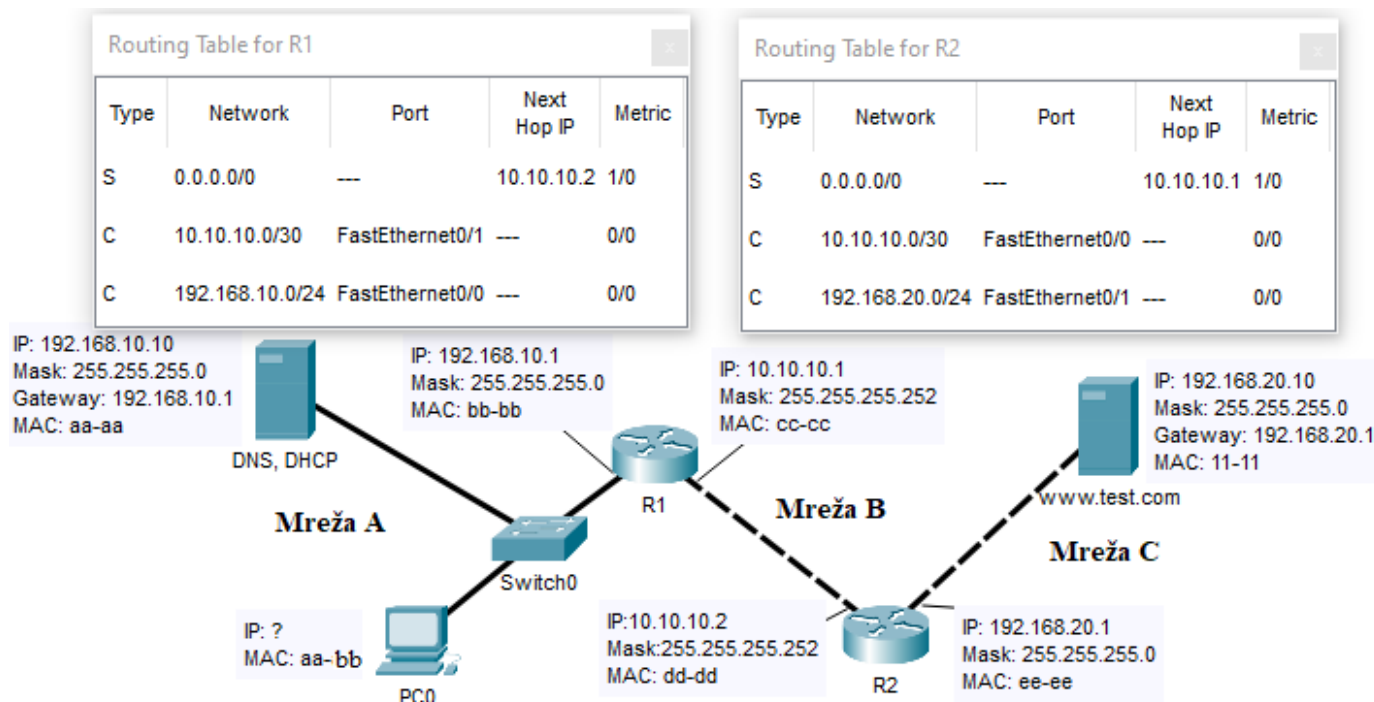 Routing Table for R1
x
Type Network Port Next Hop IP Metric
S 0.0.0.0/0 --- 10.10.10.2 1/0
C 10.10.10.0/30 FastEthernet0/1 --- 0/0
C 192.168.10.0/24 FastEthernet0/0 --- 0/0
Routing Table for R2
x
Type Network Port Next Hop IP Metric
S 0.0.0.0/0 --- 10.10.10.1 1/0
C 10.10.10.0/30 FastEthernet0/0 --- 0/0
C 192.168.20.0/24 FastEthernet0/1 --- 0/0
IP: 192.168.10.10
Mask: 255.255.255.0
Gateway: 192.168.10.1
MAC: aa-aa
DNS, DHCP
IP: 192.168.10.1
Mask: 255.255.255.0
MAC: bb-bb
R1
IP: 10.10.10.1
Mask: 255.255.255.252
MAC: cc-cc
IP: 192.168.20.10
Mask: 255.255.255.0
Gateway: 192.168.20.1
MAC: 11-11
www.test.com
Mreža A
Mreža B
Mreža C
Switch0
IP: ?
MAC: aa-bb
PC0
IP:10.10.10.2
Mask:255.255.255.252
MAC: dd-dd
R2
IP: 192.168.20.1
Mask: 255.255.255.0
MAC: ee-ee